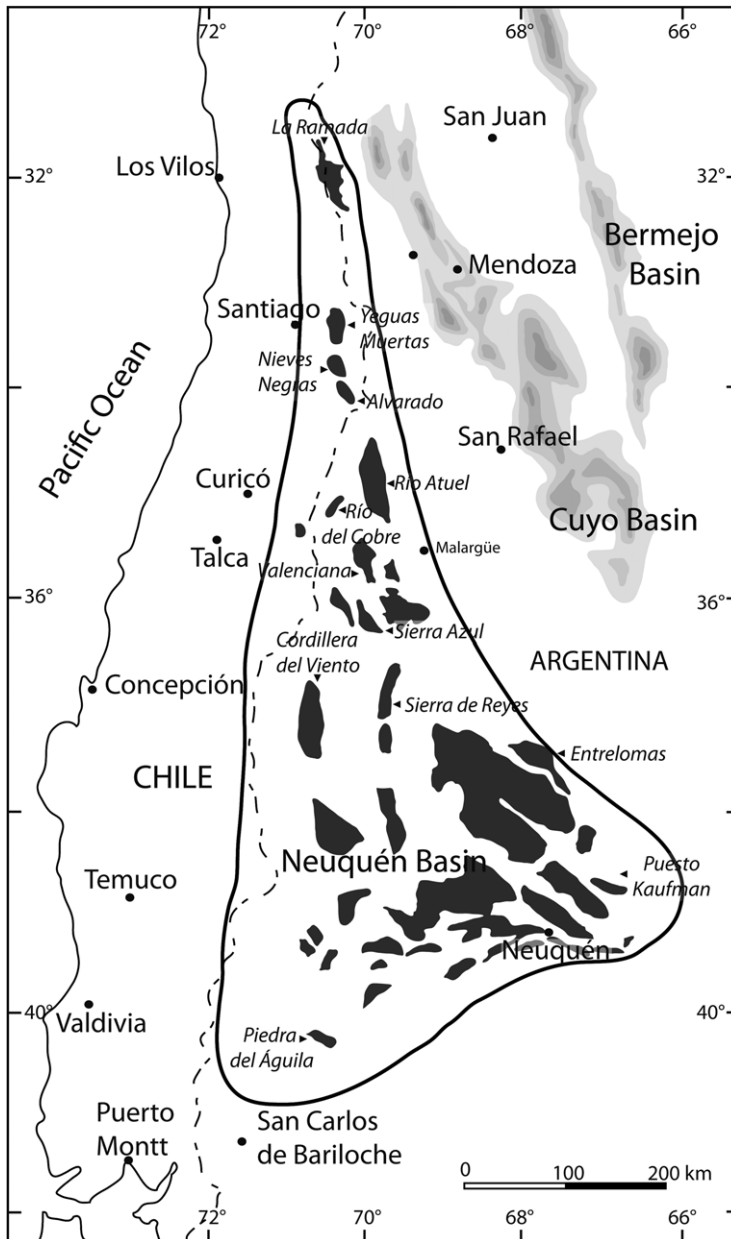 72°
70°
68°
66°
San Juan
La Ramada
Los Vilos
32°
32°
Bermejo
Basin
Mendoza
Santiago
Yeguas
Muertas
Nieves
Negras
Alvarado
Pacific Ocean
San Rafael
Curicó
Río Atuel
Río
del Cobre
Cuyo Basin
Talca
Malargüe
Valenciana
36°
36°
Sierra Azul
Cordillera
del Viento
ARGENTINA
Concepción
Sierra de Reyes
Entrelomas
CHILE
Neuquén Basin
Puesto
Kaufman
Temuco
Neuquén
40°
40°
Valdivia
Piedra
del Águila
Puerto
Montt
San Carlos
de Bariloche
0 100 200 km
72°
70°
68°
66°